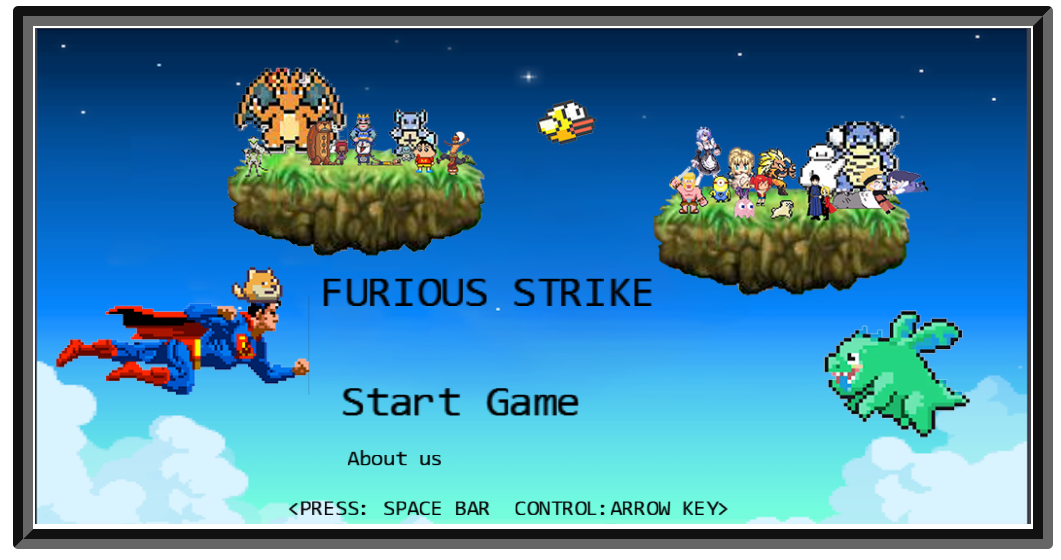 FURIOUS STRIKE
Start Game
About us
<PRESS: SPACE BAR CONTROL:ARROW KEY>